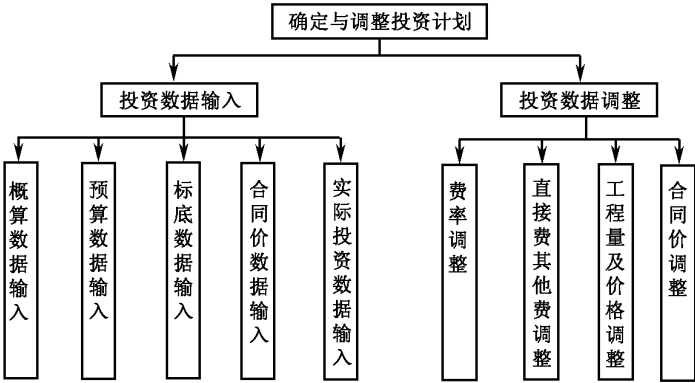 确定与调整投资计划
投资数据输入
投资数据调整
概算数据输入
预算数据输入
标底数据输入
合同价数据输入
实际投资数据输入
费率调整
直接费其他费调整
工程量及价格调整
合同价调整